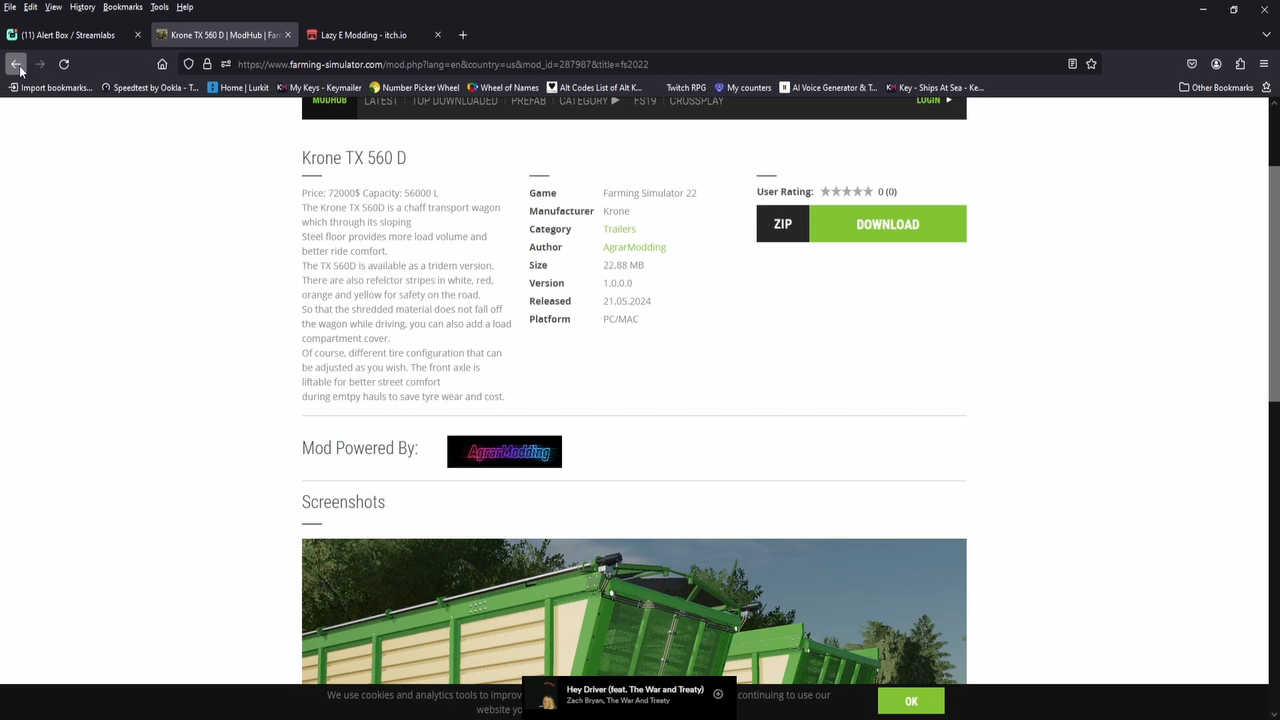 File Edit View History Bookmarks Tools Help
(11) Alert Box / Streamlabs
Krone TX 560 D | ModHub | Far
Lazy E Modding - itch.io
https://www.farming-simulator.com/mod.php?lang=en&country=us&mod_id=287987&title=fs2022
Import bookmarks... Speedtest by Ookla - T... Home | Lurkit My Keys - Keymailer Number Picker Wheel Wheel of Names Alt Codes List of Alt K... Twitch RPG My counters AI Voice Generator & T... Key - Ships At Sea - Ke... Other Bookmarks
MODHUB LATEST TOP DOWNLOADED PREFAB CATEGORY FS19 CROSSPLAY LOGIN
Krone TX 560 D
Price: 72000$ Capacity: 56000 L
The Krone TX 560D is a chaff transport wagon
which through its sloping
Steel floor provides more load volume and
better ride comfort.
The TX 560D is available as a tridem version.
There are also refelctor stripes in white, red,
orange and yellow for safety on the road.
So that the shredded material does not fall off
the wagon while driving, you can also add a load
compartment cover.
Of course, different tire configuration that can
be adjusted as you wish. The front axle is
liftable for better street comfort
during emtpy hauls to save tyre wear and cost.
Game Farming Simulator 22
Manufacturer Krone
Category Trailers
Author AgrarModding
Size 22.88 MB
Version 1.0.0.0
Released 21.05.2024
Platform PC/MAC
User Rating: 0 (0)
ZIP DOWNLOAD
Mod Powered By:
AgrarModding
Screenshots
We use cookies and analytics tools to improv
continuing to use our
website yo
Hey Driver (feat. The War and Treaty)
Zach Bryan, The War And Treaty
OK